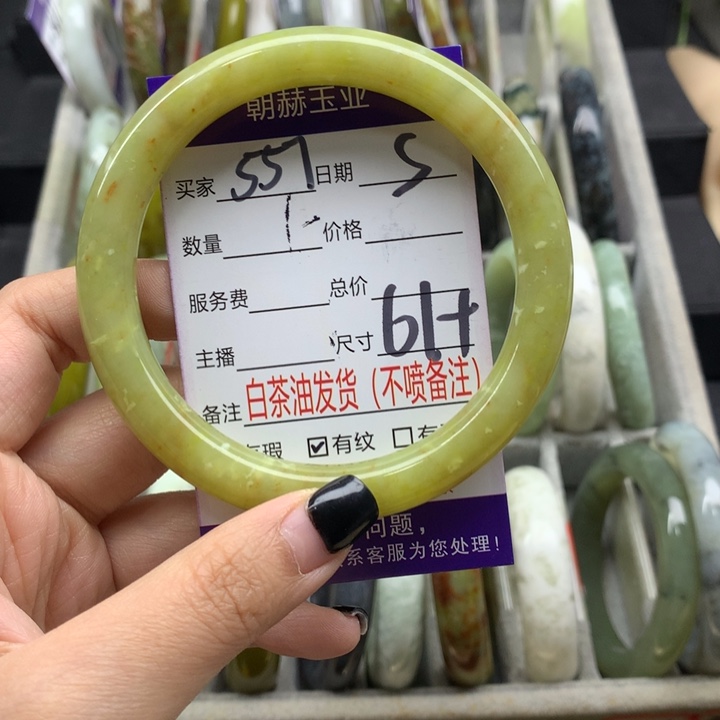 朝赫玉业
买家 557 日期 5
数量 1 价格
服务费 总价
主播 尺寸 61+
备注 白茶油发货（不喷备注）
瑕 ☑有纹 ☐有
问题，
系客服为您处理！